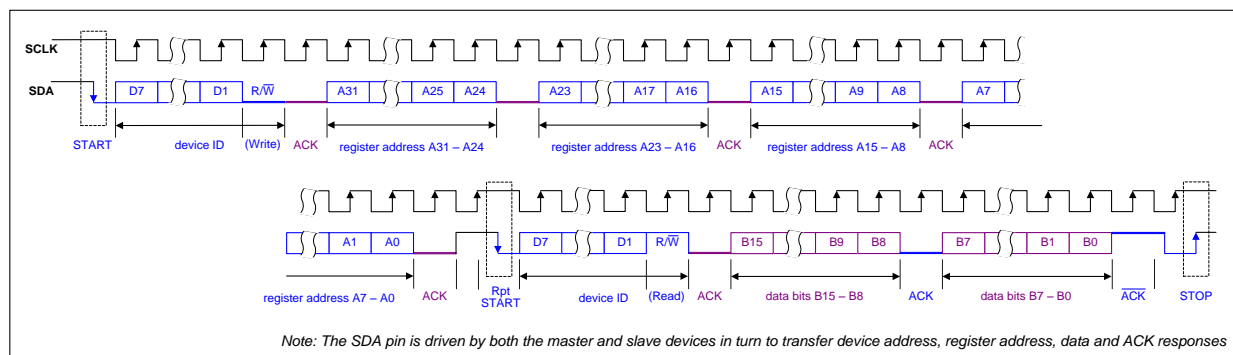 SCLK
SDA D7 D1 R/W̅ A31 A25 A24 A23 A17 A16 A15 A9 A8 A7
START device ID (Write) ACK register address A31 – A24 register address A23 – A16 ACK register address A15 – A8 ACK
A1 A0 D7 D1 R/W̅ B15 B9 B8 B7 B1 B0
register address A7 – A0 ACK Rpt START device ID (Read) ACK data bits B15 – B8 ACK data bits B7 – B0 A̅C̅K̅ STOP
Note: The SDA pin is driven by both the master and slave devices in turn to transfer device address, register address, data and ACK responses